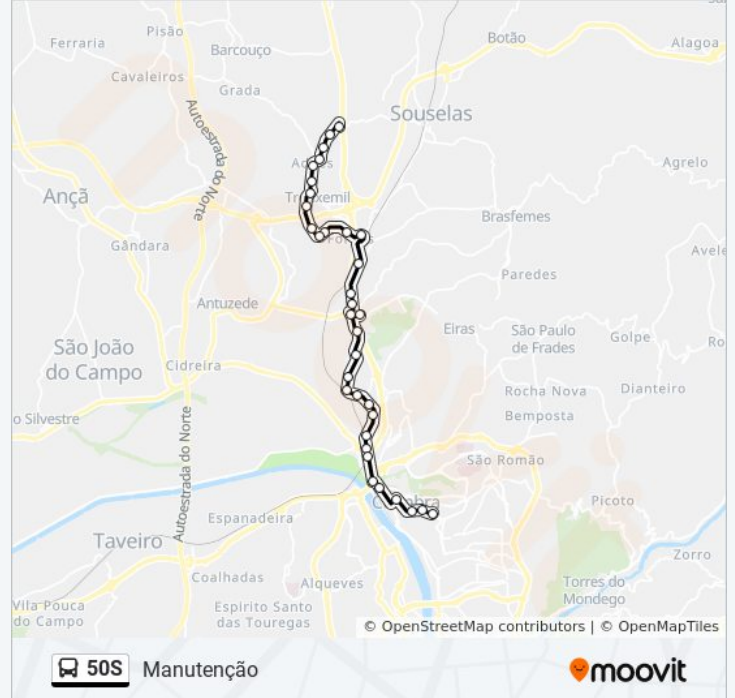 Pisão
Botão
Ferraria
Barcouço
Alagoa
Cavaleiros
Grada
Autoestrada do Norte
Souselas
Agrelo
Ançã
Brasfemes
Gândara
Paredes
Antuzede
Eiras
São Paulo
de Frades
Golpe
São João
do Campo
Cidreira
Rocha Nova
Dianteiro
o Silvestre
Bemposta
Autoestrada do Norte
São Romão
Picoto
Espanadeira
Taveiro
Zorro
Coalhadas
Alqueves
Torres do
Mondego
Vila Pouca
do Campo
Espírito Santo
das Touregas
© OpenStreetMap contributors | © OpenMapTiles
50S Manutenção
moovit